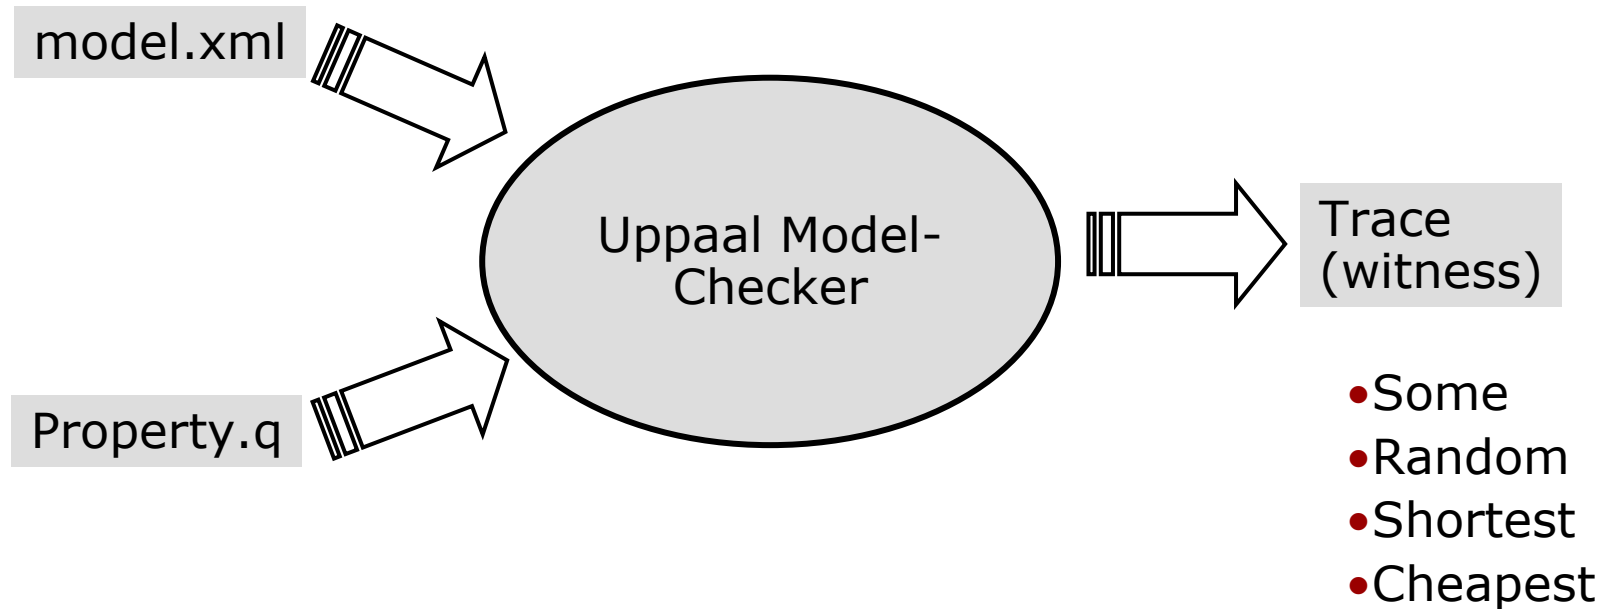 model.xml
Property.q
Uppaal Model-
Checker
Trace
(witness)
•Some
•Random
•Shortest
•Cheapest